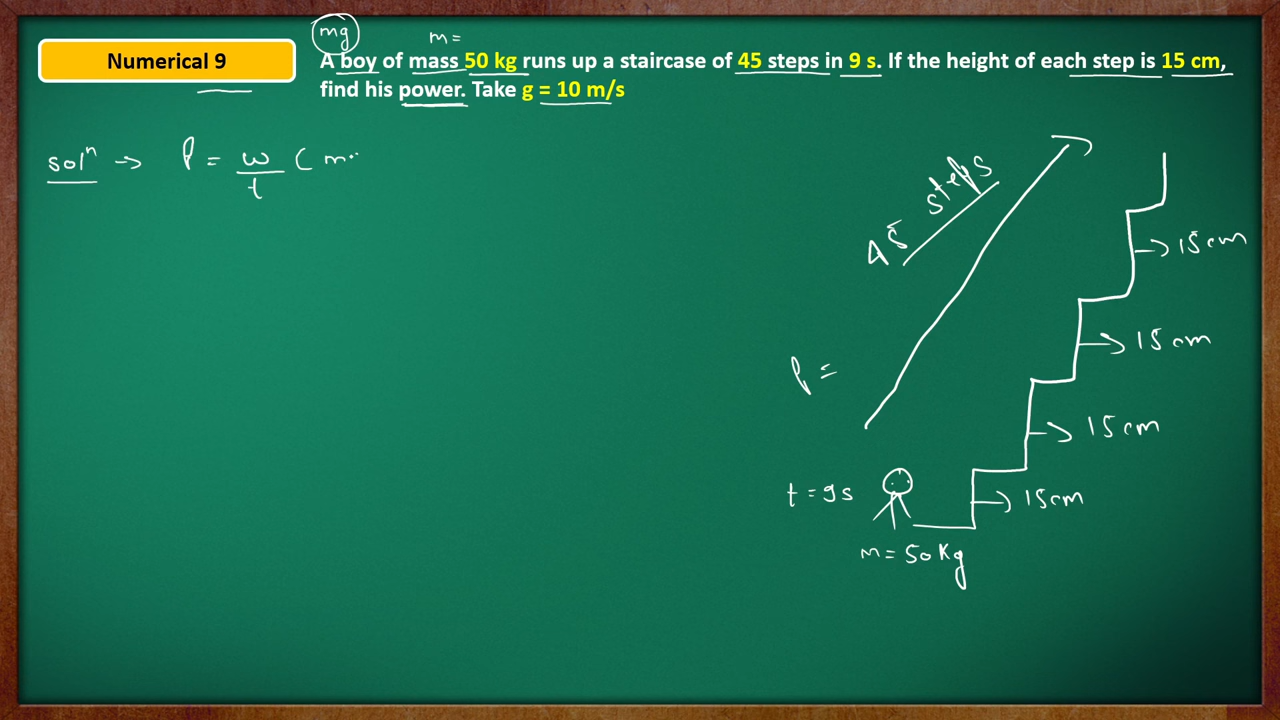 mg
m=
Numerical 9
A boy of mass 50 kg runs up a staircase of 45 steps in 9 s. If the height of each step is 15 cm,
find his power. Take g = 10 m/s
solⁿ → P = w/t ( m
45 steps
→ 15 cm
→ 15 cm
P =
→ 15 cm
t = 9s
→ 15cm
m = 50 Kg